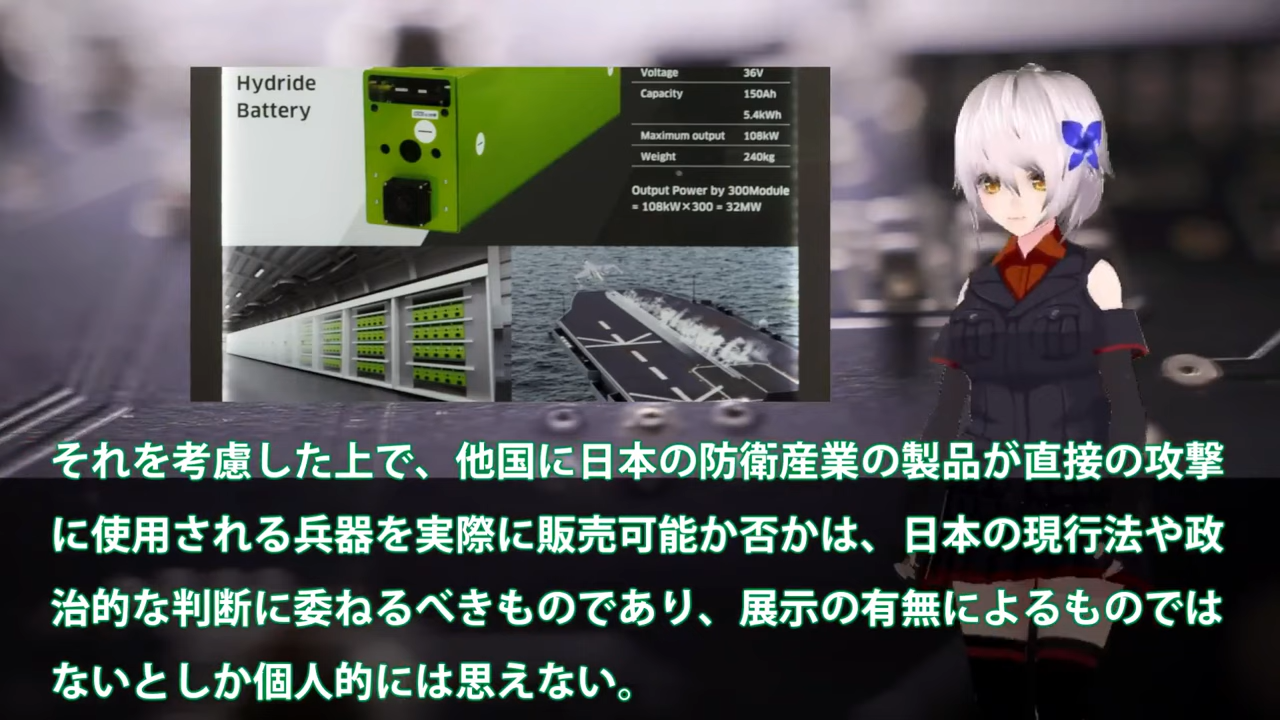 Hydride
Battery
Voltage 36V
Capacity 150Ah
5.4kWh
Maximum output 108kW
Weight 240kg
Output Power by 300Module
= 108kW×300 = 32MW
それを考慮した上で、他国に日本の防衛産業の製品が直接の攻撃
に使用される兵器を実際に販売可能か否かは、日本の現行法や政
治的な判断に委ねるべきものであり、展示の有無によるものでは
ないとしか個人的には思えない。